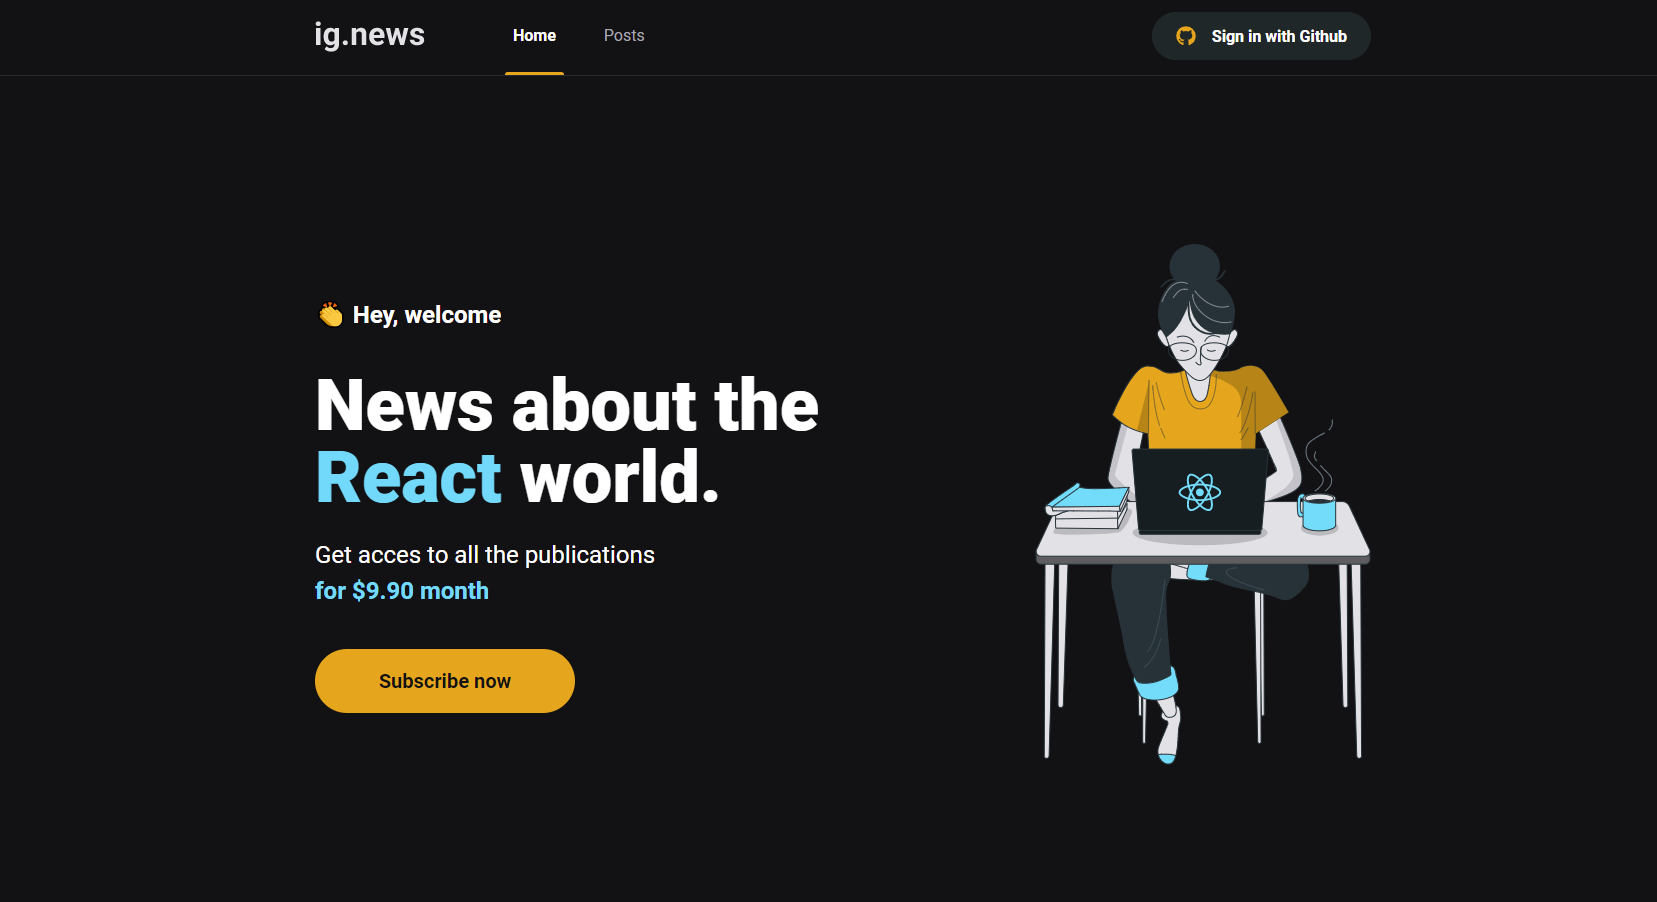 ig.news
Home
Posts
Sign in with Github
👏 Hey, welcome
News about the
React world.
Get acces to all the publications
for $9.90 month
Subscribe now